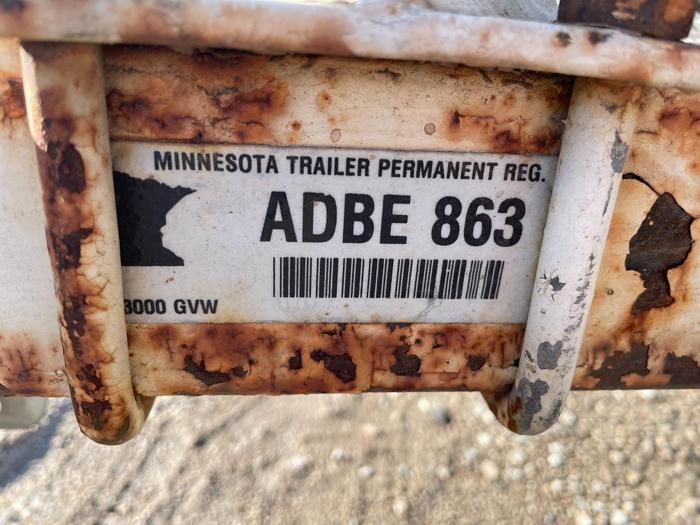 MINNESOTA TRAILER PERMANENT REG.
ADBE 863
3000 GVW